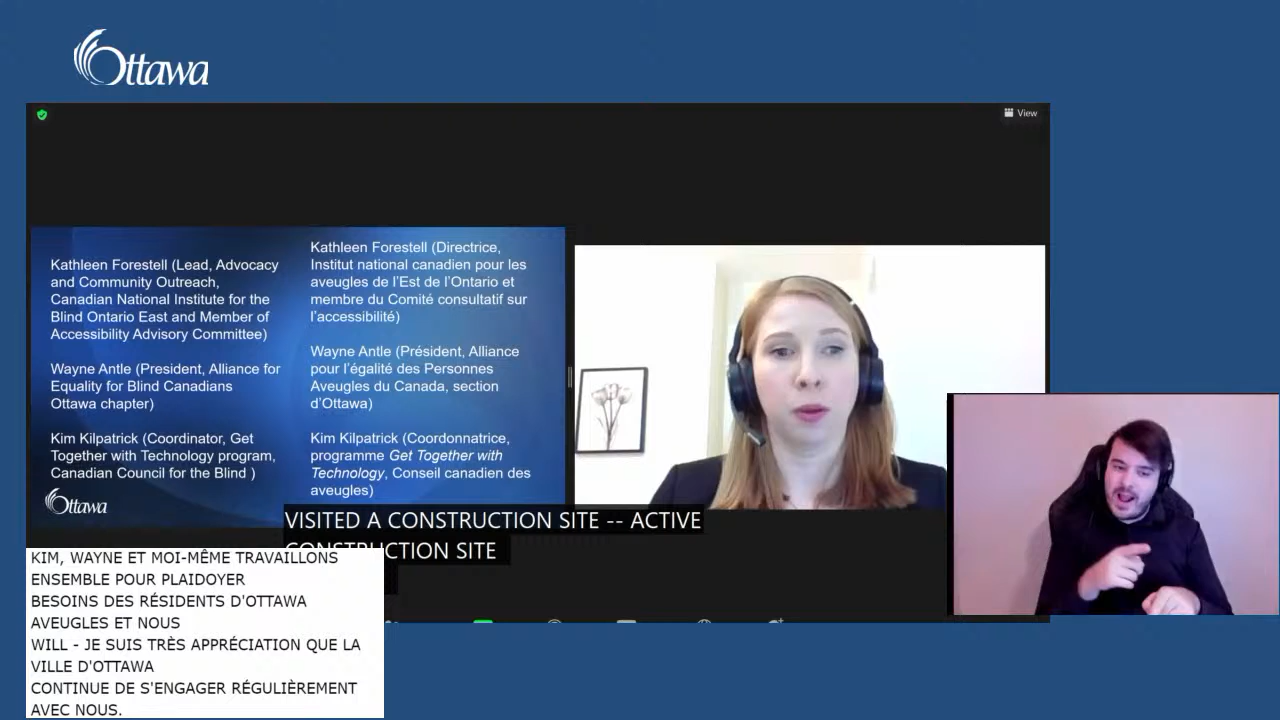 Ottawa
View
Kathleen Forestell (Lead, Advocacy
and Community Outreach,
Canadian National Institute for the
Blind Ontario East and Member of
Accessibility Advisory Committee)
Wayne Antle (President, Alliance for
Equality for Blind Canadians
Ottawa chapter)
Kim Kilpatrick (Coordinator, Get
Together with Technology program,
Canadian Council for the Blind )
Ottawa
Kathleen Forestell (Directrice,
Institut national canadien pour les
aveugles de l'Est de l'Ontario et
membre du Comité consultatif sur
l'accessibilité)
Wayne Antle (Président, Alliance
pour l'égalité des Personnes
Aveugles du Canada, section
d'Ottawa)
Kim Kilpatrick (Coordonnatrice,
programme Get Together with
Technology, Conseil canadien des
aveugles)
VISITED A CONSTRUCTION SITE -- ACTIVE
CONSTRUCTION SITE
KIM, WAYNE ET MOI-MÊME TRAVAILLONS
ENSEMBLE POUR PLAIDOYER
BESOINS DES RÉSIDENTS D'OTTAWA
AVEUGLES ET NOUS
WILL - JE SUIS TRÈS APPRÉCIATION QUE LA
VILLE D'OTTAWA
CONTINUE DE S'ENGAGER RÉGULIÈREMENT
AVEC NOUS.